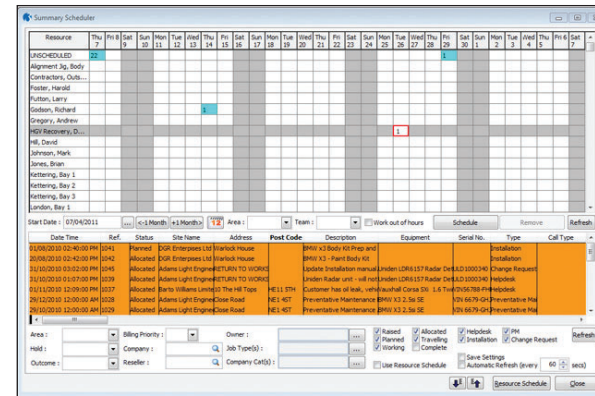 Summary Scheduler
Resource Thu 7 Fri 8 Sat 9 Sun 10 Mon 11 Tue 12 Wed 13 Thu 14 Fri 15 Sat 16 Sun 17 Mon 18 Tue 19 Wed 20 Thu 21 Fri 22 Sat 23 Sun 24 Mon 25 Tue 26 Wed 27 Thu 28 Fri 29 Sat 30 Sun 1 Mon 2 Tue 3 Wed 4 Thu 5 Fri 6 Sat 7
UNSCHEDULED 22 1
Alignment Jig, Body
Contractors, Outs...
Foster, Harold
Futton, Larry
Godson, Richard 1
Gregory, Andrew
HGV Recovery, D... 1
Hill, David
Johnson, Mark
Jones, Brian
Kettering, Bay 1
Kettering, Bay 2
Kettering, Bay 3
London, Bay 1
Start Date : 07/04/2011 ... <-1 Month +1 Month> 12 Area : Team : Work out of hours Schedule Remove Refresh
Date Time Ref. Status Site Name Address Post Code Description Equipment Serial No. Type Call Type
01/08/2010 02:40:00 PM 1041 Planned DGR Enterpses Ltd Warlock House BMW x3 Body Kit Prep and Installation
20/08/2010 02:42:00 PM 1042 Allocated DGR Enterpses Ltd Warlock House BMW X3 - Paint Body Kit Installation
31/10/2010 03:02:00 PM 1045 Allocated Adams Light Engine RETURN TO WORK Update Installation manual Linden LDR6157 Radar Det ULD1000340 Change Request
31/10/2010 01:07:00 PM 1039 Allocated Adams Light Engine RETURN TO WORK Linden Radar unit - will not Linden LDR6157 Radar Det ULD1000340 Helpdesk
01/11/2009 12:09:00 PM 1037 Allocated Barto Williams Limite 10 The Hill Tops HE11 5TH Customer has oil leak, vehi Vauxhall Corsa SXi 1.6 Tw VIN56788-FH Helpdesk
29/12/2010 10:00:00 AM 1028 Allocated Adams Light Engine Close Road NE1 4ST Preventative Maintenance BMW X3 2.5si SE VIN 6679-GH Preventative Mai
29/12/2010 12:00:00 AM 1029 Allocated Adams Light Engine Close Road NE1 4ST Preventative Maintenance BMW X3 2.5si SE VIN 6679-GH Preventative Mai
Area : Billing Priority : Owner : ... Raised Allocated Helpdesk PM Refresh
Hold : Company : Job Type(s) : ... Planned Travelling Installation Change Request
Working Complete
Outcome : Reseller : Company Cat(s) : ... Use Resource Schedule Save Settings
Automatic Refresh (every 60 secs)
Resource Schedule Close